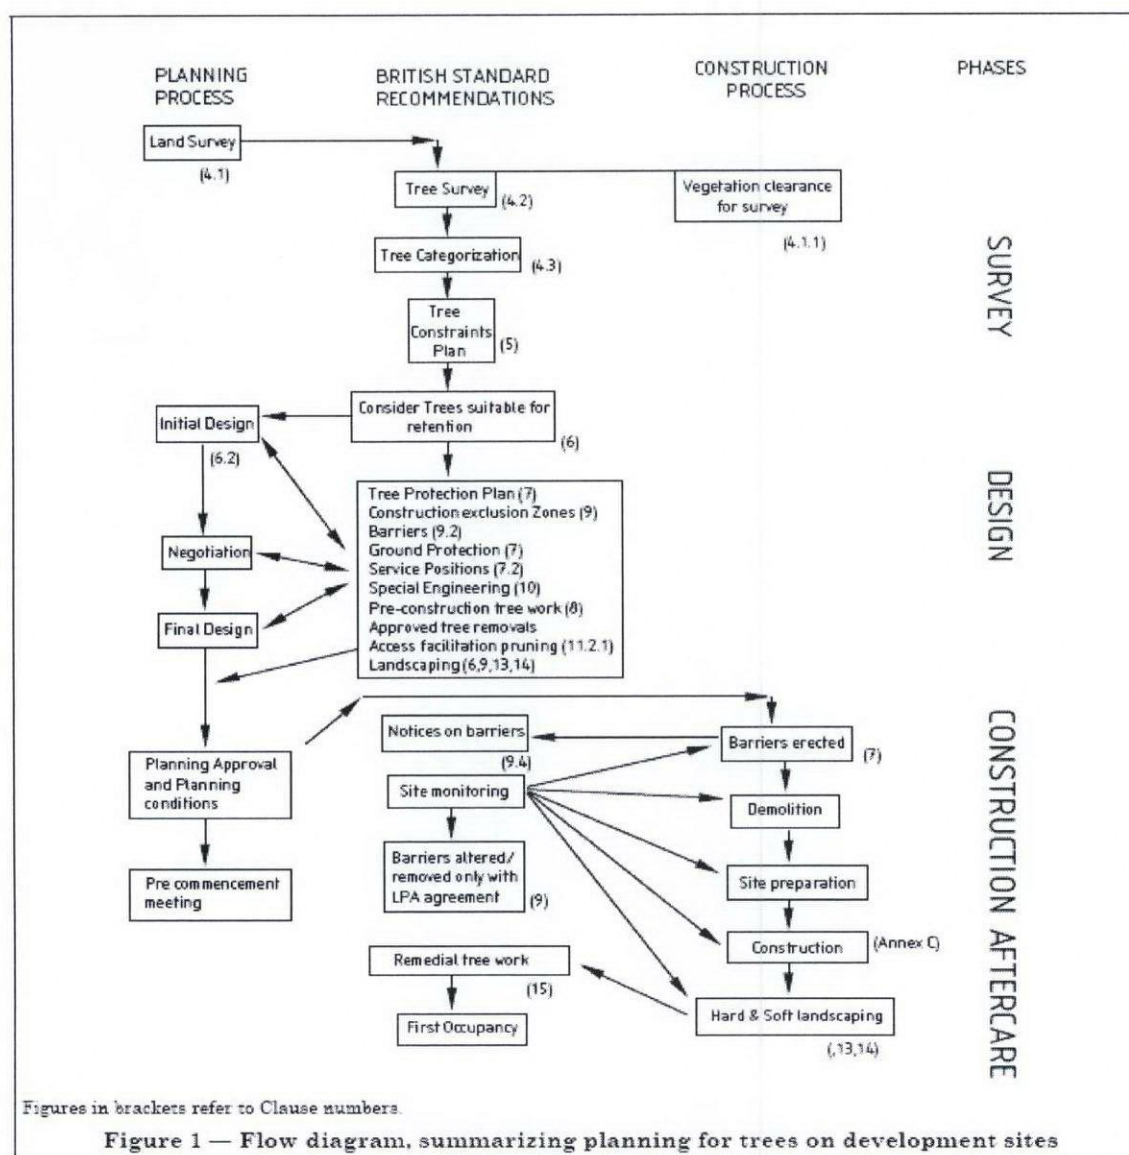 PLANNING
PROCESS
BRITISH STANDARD
RECOMMENDATIONS
CONSTRUCTION
PROCESS
PHASES
Land Survey
(4.1)
Tree Survey
(4.2)
Vegetation clearance
for survey
(4.1.1)
Tree Categorization
(4.3)
Tree
Constraints
Plan
(5)
SURVEY
Consider Trees suitable for
retention
(6)
Initial Design
(6.2)
Tree Protection Plan (7)
Construction exclusion Zones (9)
Barriers (9.2)
Ground Protection (7)
Service Positions (7.2)
Special Engineering (10)
Pre-construction tree work (8)
Approved tree removals
Access facilitation pruning (11.2.1)
Landscaping (6,9,13,14)
Negotiation
Final Design
DESIGN
Planning Approval
and Planning
conditions
Pre commencement
meeting
Notices on barriers
(9.4)
Site monitoring
Barriers altered/
removed only with
LPA agreement
(9)
Remedial tree work
(15)
First Occupancy
Barriers erected
(7)
Demolition
Site preparation
Construction
(Annex C)
Hard & Soft landscaping
(,13,14)
CONSTRUCTION AFTERCARE
Figures in brackets refer to Clause numbers.
Figure 1 — Flow diagram, summarizing planning for trees on development sites